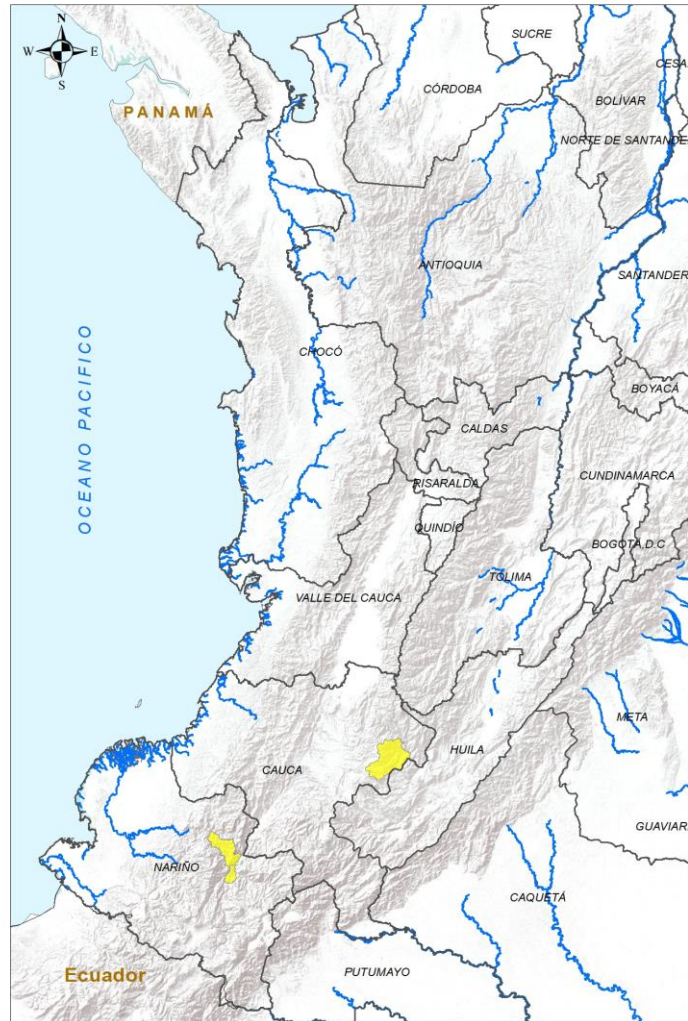 N
W E
S
PANAMÁ
SUCRE
CESA
CÓRDOBA
BOLÍVAR
NORTE DE SANTANDER
ANTIOQUIA
SANTANDER
OCEANO PACIFICO
CHOCÓ
BOYACÁ
CALDAS
CUNDINAMARCA
RISARALDA
QUINDÍO
BOGOTÁ D.C
TOLIMA
VALLE DEL CAUCA
META
HUILA
CAUCA
GUAVIAR
NARIÑO
CAQUETÁ
Ecuador
PUTUMAYO